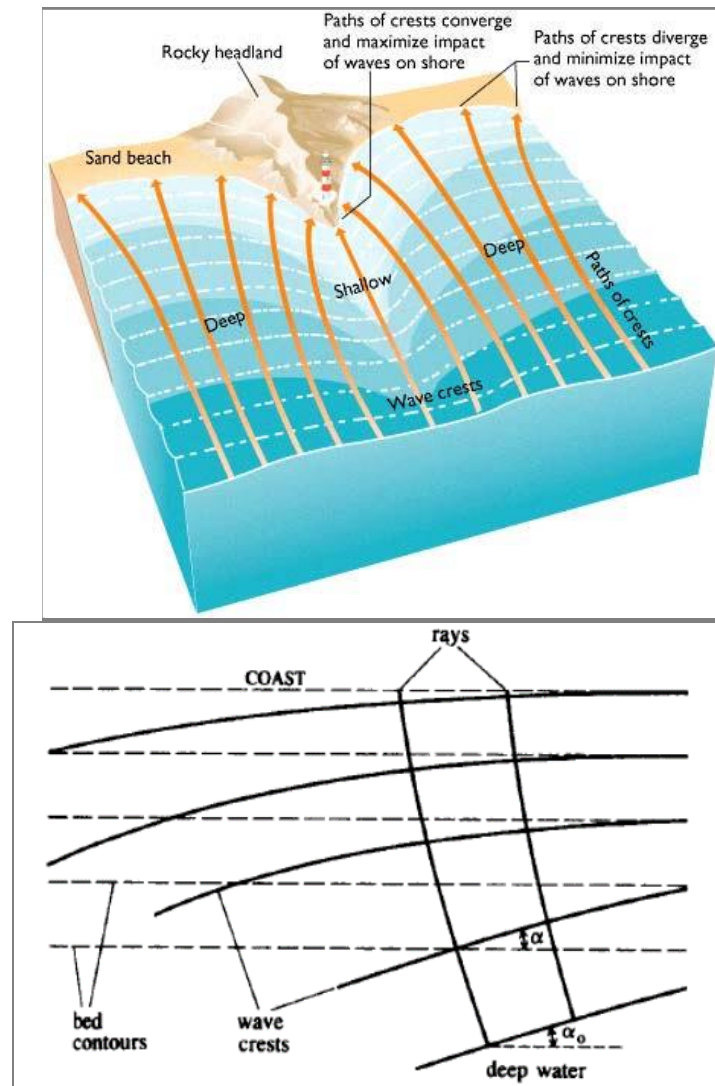 Paths of crests converge
and maximize impact
of waves on shore
Paths of crests diverge
and minimize impact
of waves on shore
Rocky headland
Sand beach
Deep
Shallow
Deep
Paths of crests
Wave crests
rays
COAST
α
bed
contours
wave
crests
α₀
deep water